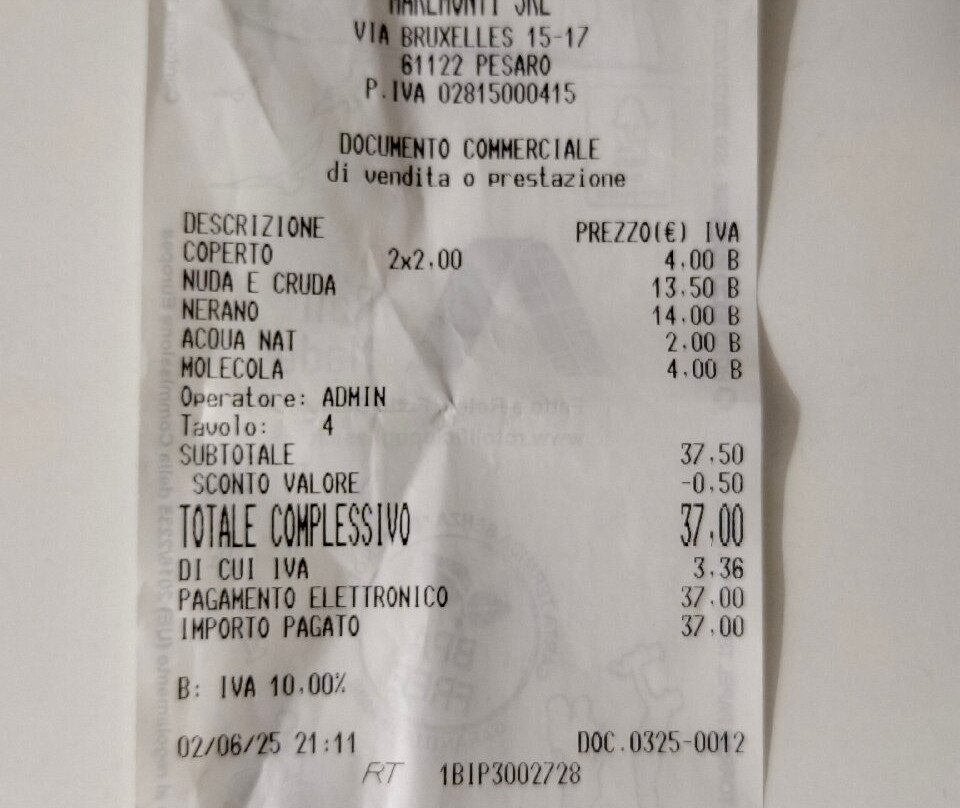 MAREMONTI SRL
VIA BRUXELLES 15-17
61122 PESARO
P.IVA 02815000415
DOCUMENTO COMMERCIALE
di vendita o prestazione
DESCRIZIONE PREZZO(€) IVA
COPERTO 2x2,00 4,00 B
NUDA E CRUDA 13,50 B
NERANO 14,00 B
ACQUA NAT 2,00 B
MOLECOLA 4,00 B
Operatore: ADMIN
Tavolo: 4
SUBTOTALE 37,50
SCONTO VALORE -0,50
TOTALE COMPLESSIVO 37,00
DI CUI IVA 3,36
PAGAMENTO ELETTRONICO 37,00
IMPORTO PAGATO 37,00
B: IVA 10,00%
02/06/25 21:11 DOC.0325-0012
RT 1BIP3002728